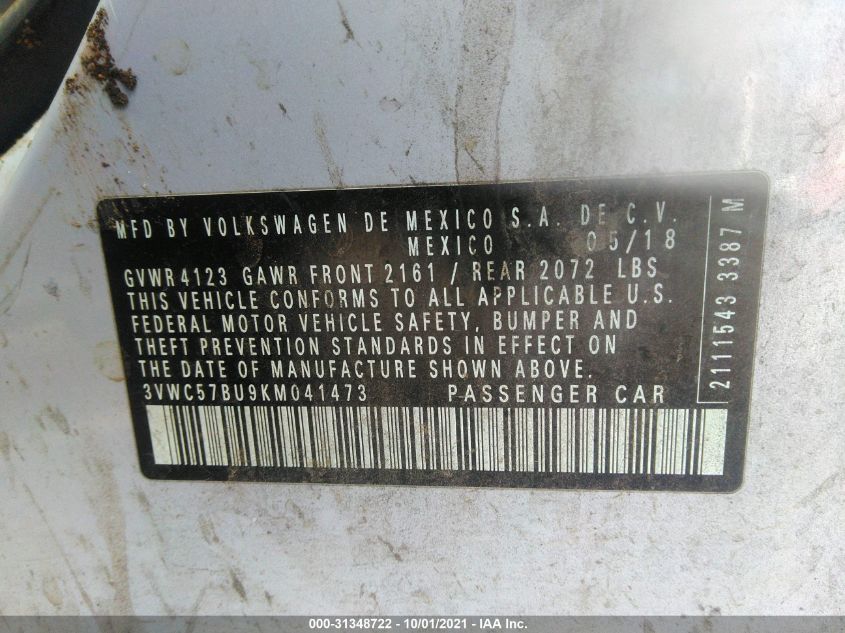 MFD BY VOLKSWAGEN DE MEXICO S.A. DE C.V.
MEXICO 05/18
GVWR 4123 GAWR FRONT 2161 / REAR 2072 LBS
THIS VEHICLE CONFORMS TO ALL APPLICABLE U.S.
FEDERAL MOTOR VEHICLE SAFETY, BUMPER AND
THEFT PREVENTION STANDARDS IN EFFECT ON
THE DATE OF MANUFACTURE SHOWN ABOVE.
3VWC57BU9KM041473 PASSENGER CAR
2111543 3387 M
000-31348722 - 10/01/2021 - IAA Inc.